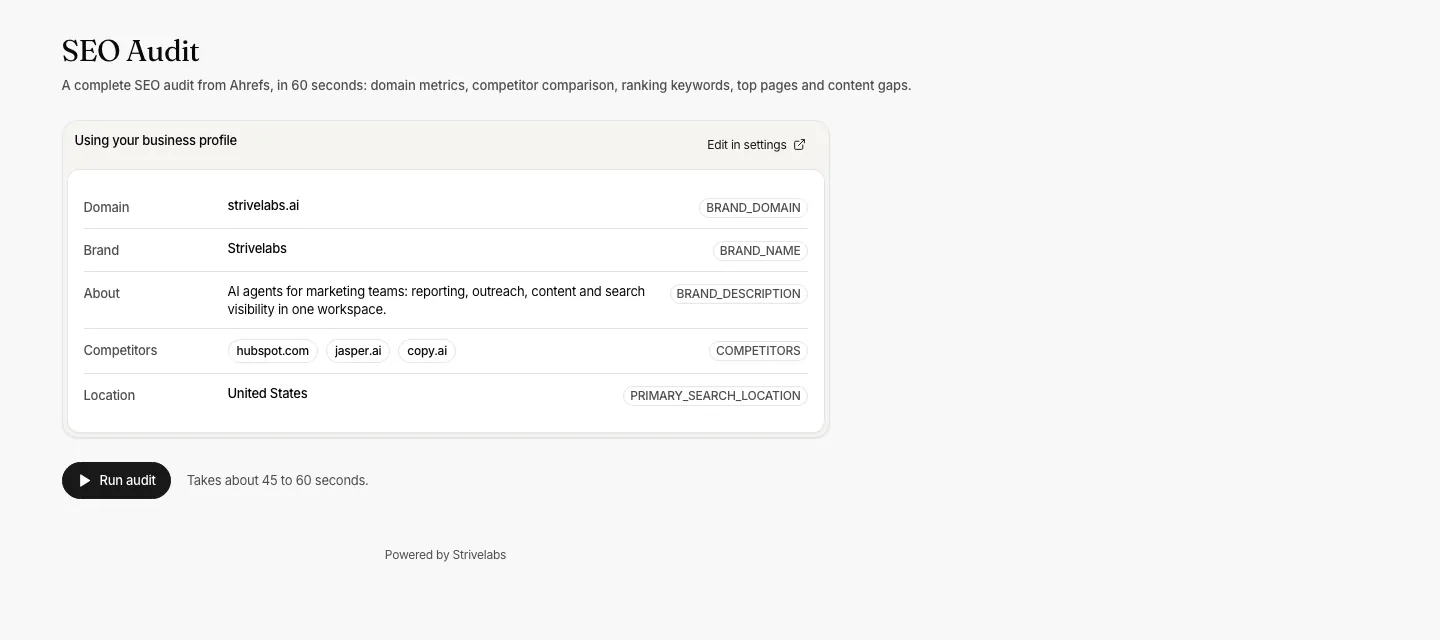 SEO Audit
A complete SEO audit from Ahrefs, in 60 seconds: domain metrics, competitor comparison, ranking keywords, top pages and content gaps.
Using your business profile
Edit in settings
Domain strivelabs.ai BRAND_DOMAIN
Brand Strivelabs BRAND_NAME
About AI agents for marketing teams: reporting, outreach, content and search BRAND_DESCRIPTION
visibility in one workspace.
Competitors hubspot.com jasper.ai copy.ai COMPETITORS
Location United States PRIMARY_SEARCH_LOCATION
Run audit Takes about 45 to 60 seconds.
Powered by Strivelabs